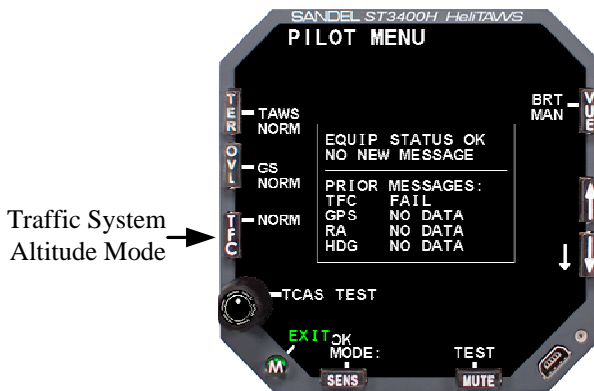 SANDEL ST3400H HeliTAWS
PILOT MENU
TER
TAWS
NORM
BRT
MAN
VUE
EQUIP STATUS OK
NO NEW MESSAGE
OVL
GS
NORM
PRIOR MESSAGES:
TFC FAIL
GPS NO DATA
RA NO DATA
HDG NO DATA
TFC
NORM
Traffic System
Altitude Mode
TCAS TEST
EXIT
OK
MODE:
TEST
M
SENS
MUTE